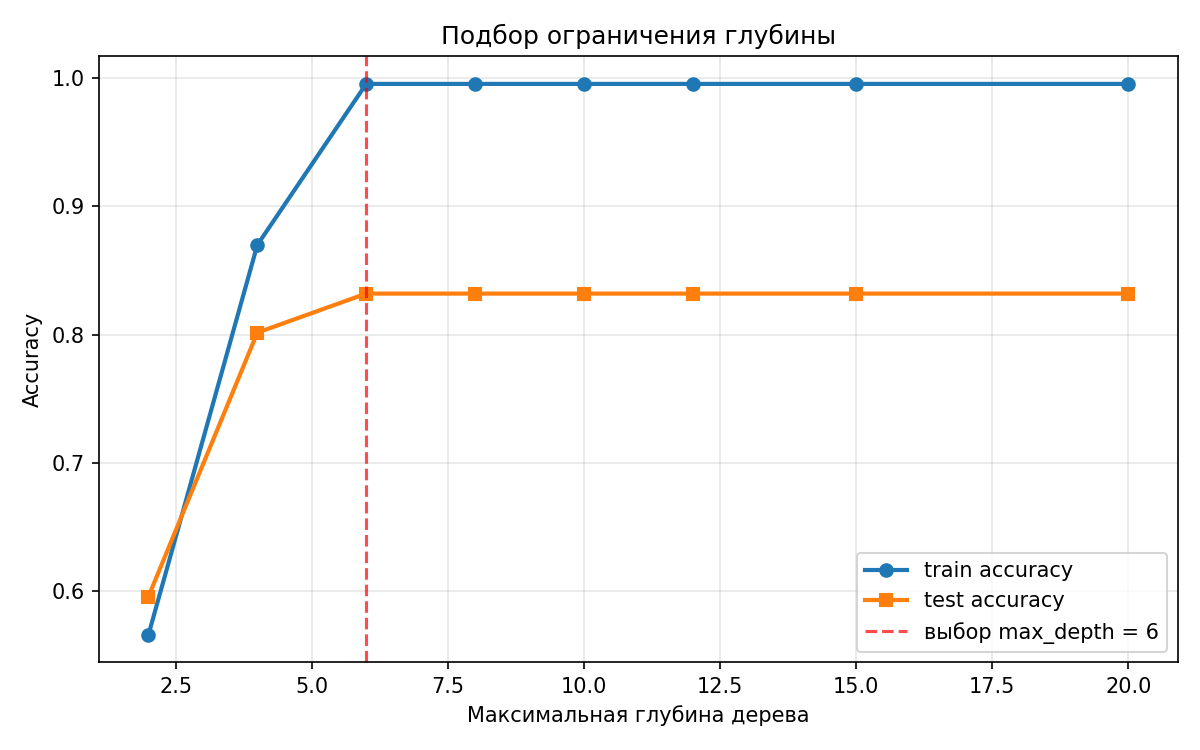 Подбор ограничения глубины
Accuracy
1.0
0.9
0.8
0.7
0.6
2.5 5.0 7.5 10.0 12.5 15.0 17.5 20.0
Максимальная глубина дерева
train accuracy
test accuracy
выбор max_depth = 6